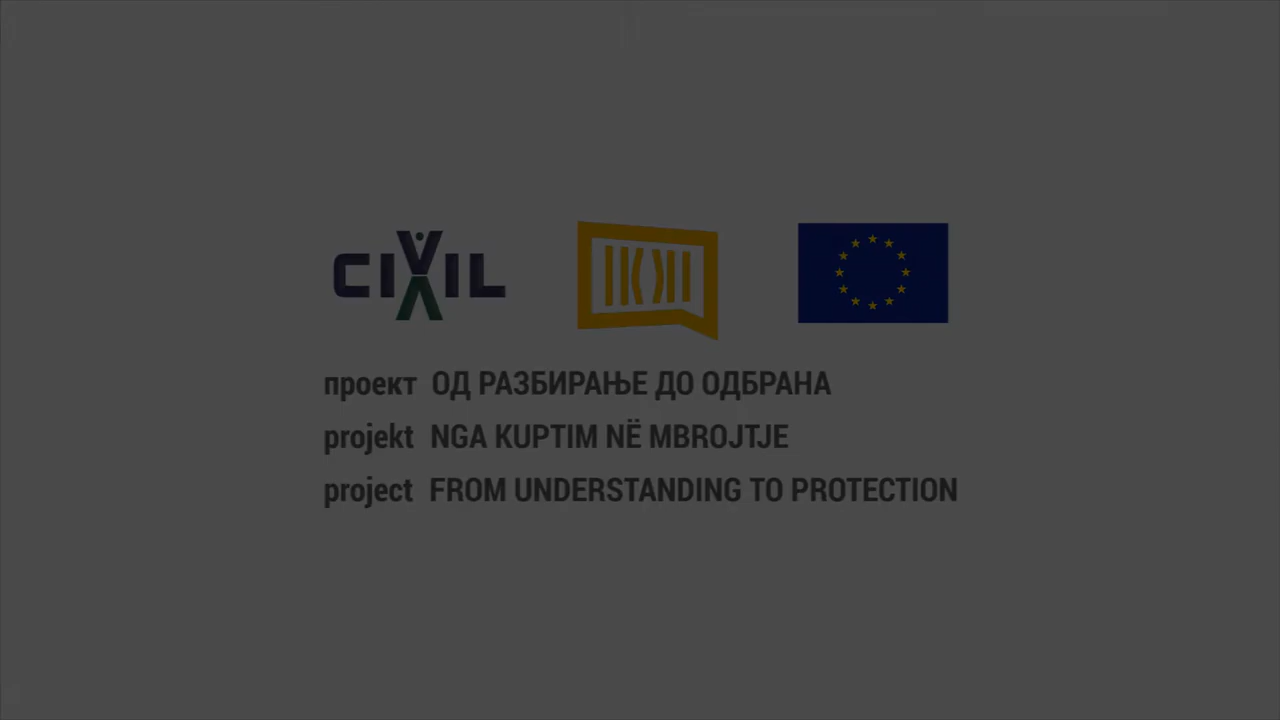 CIVIL
проект ОД РАЗБИРАЊЕ ДО ОДБРАНА
projekt NGA KUPTIM NË MBROJTJE
project FROM UNDERSTANDING TO PROTECTION